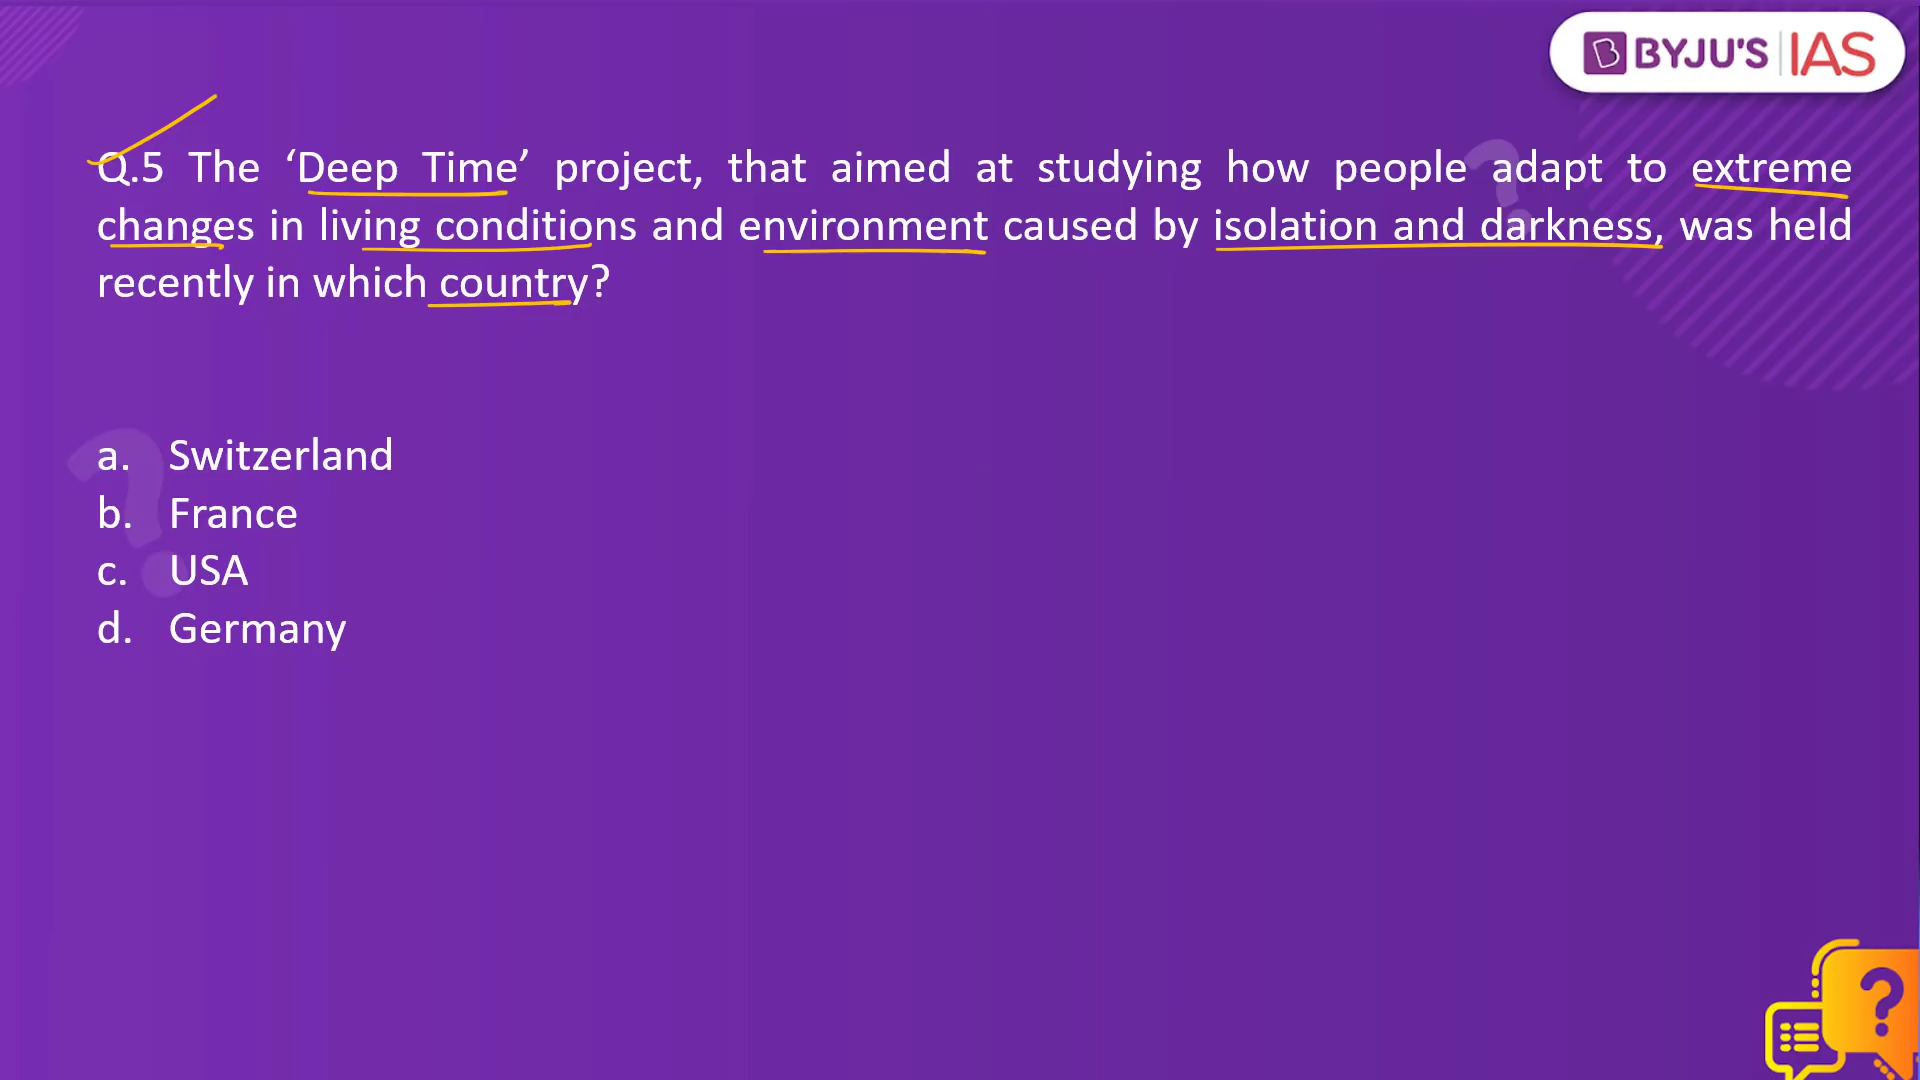 BYJU'S IAS
Q.5 The ‘Deep Time’ project, that aimed at studying how people adapt to extreme
changes in living conditions and environment caused by isolation and darkness, was held
recently in which country?
a. Switzerland
b. France
c. USA
d. Germany